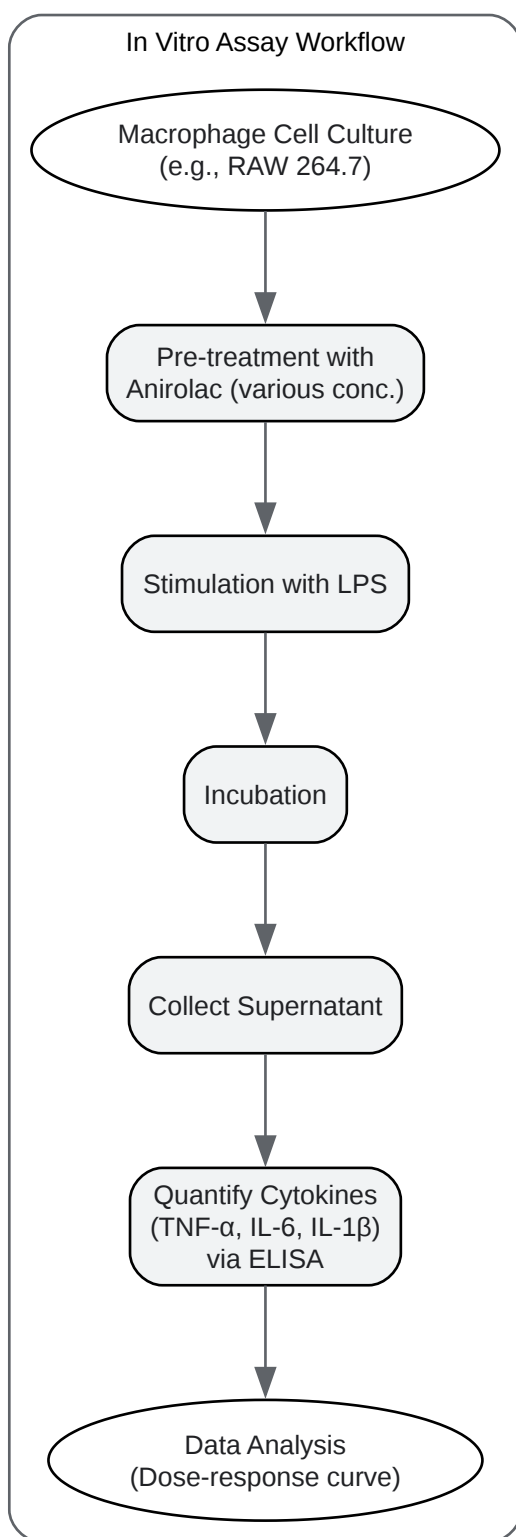 In Vitro Assay Workflow
Macrophage Cell Culture
(e.g., RAW 264.7)
Pre-treatment with
Anirolac (various conc.)
Stimulation with LPS
Incubation
Collect Supernatant
Quantify Cytokines
(TNF-α, IL-6, IL-1β)
via ELISA
Data Analysis
(Dose-response curve)